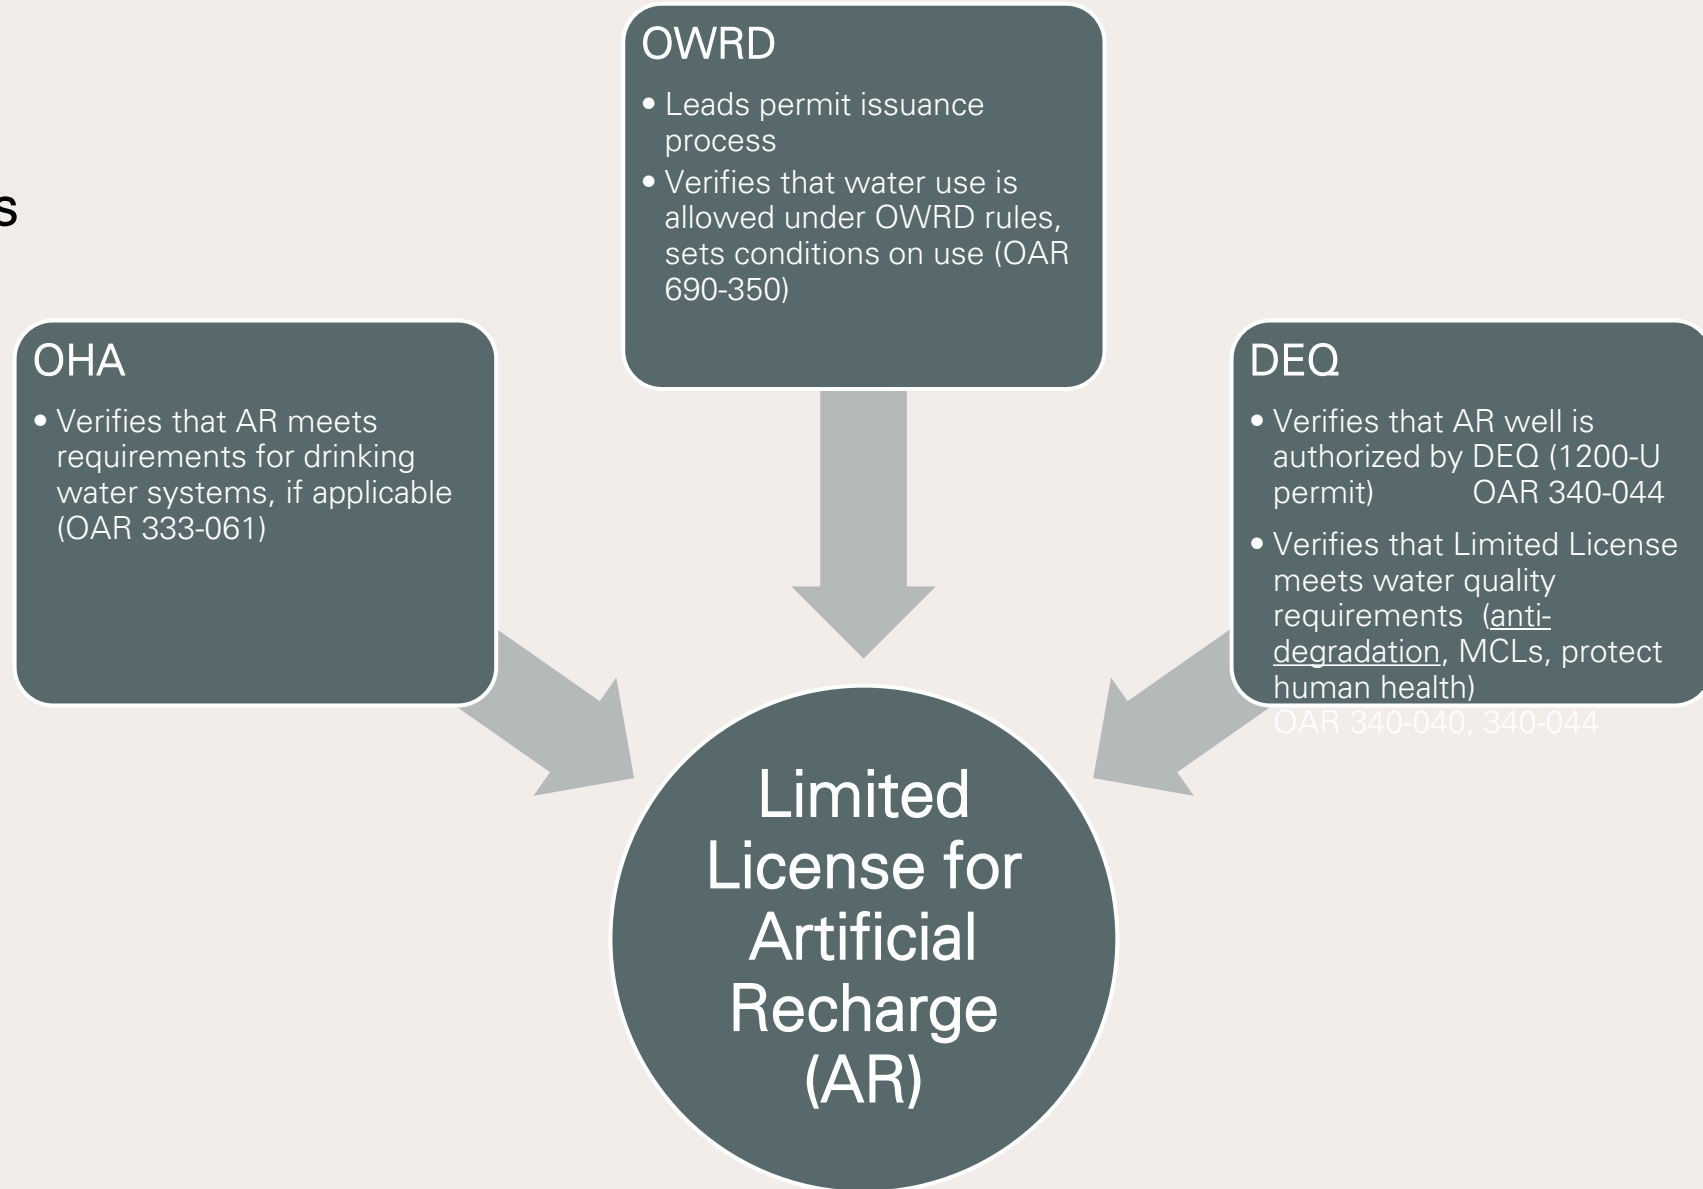 s
OWRD
• Leads permit issuance
process
• Verifies that water use is
allowed under OWRD rules,
sets conditions on use (OAR
690-350)
OHA
• Verifies that AR meets
requirements for drinking
water systems, if applicable
(OAR 333-061)
DEQ
• Verifies that AR well is
authorized by DEQ (1200-U
permit) OAR 340-044
• Verifies that Limited License
meets water quality
requirements (anti-
degradation, MCLs, protect
human health)
OAR 340-040, 340-044
Limited
License for
Artificial
Recharge
(AR)